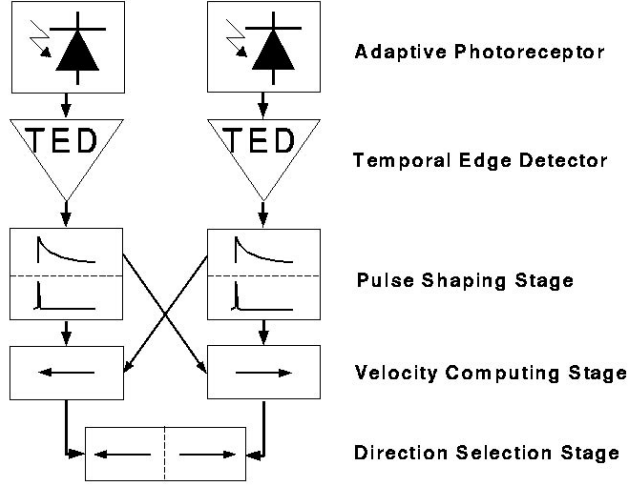 Adaptive Photoreceptor
TED TED
Temporal Edge Detector
Pulse Shaping Stage
Velocity Computing Stage
Direction Selection Stage